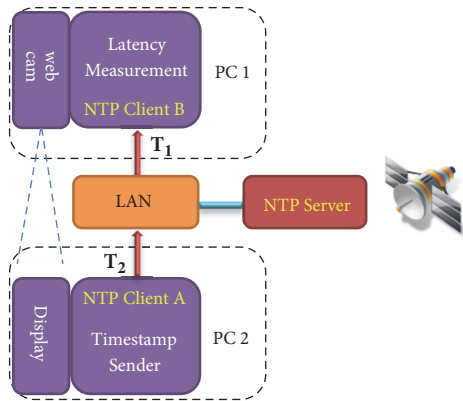 web
cam
Latency
Measurement
NTP Client B
PC 1
T1
LAN
NTP Server
T2
Display
NTP Client A
Timestamp
Sender
PC 2